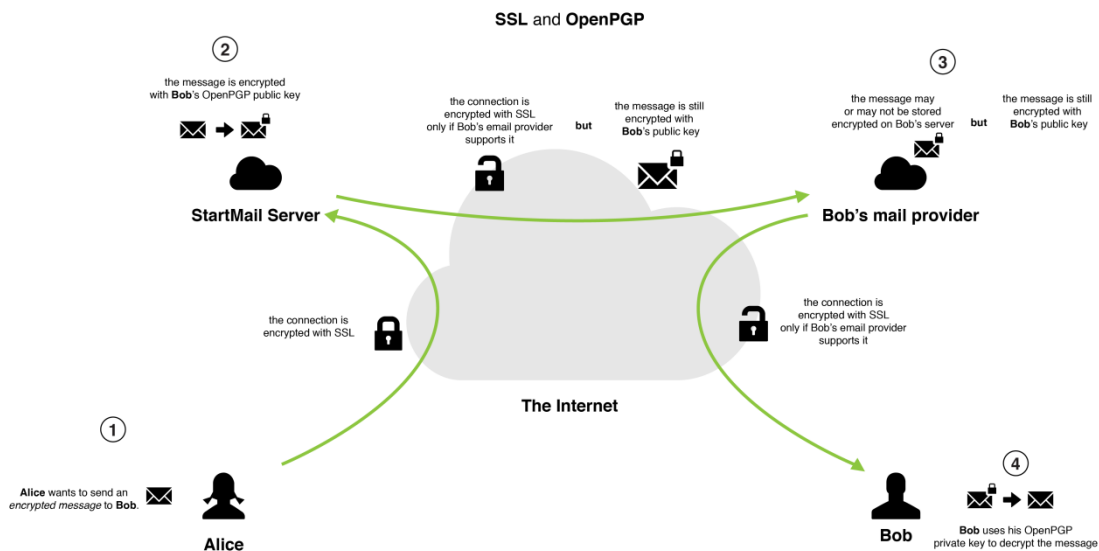 SSL and OpenPGP
2
the message is encrypted
with Bob's OpenPGP public key
StartMail Server
the connection is
encrypted with SSL
only if Bob's email provider
supports it
but
the message is still
encrypted with
Bob's public key
3
the message may
or may not be stored
encrypted on Bob's server
but
the message is still
encrypted with
Bob's public key
Bob's mail provider
the connection is
encrypted with SSL
the connection is
encrypted with SSL
only if Bob's email provider
supports it
The Internet
1
Alice wants to send an
encrypted message to Bob.
Alice
Bob
4
Bob uses his OpenPGP
private key to decrypt the message